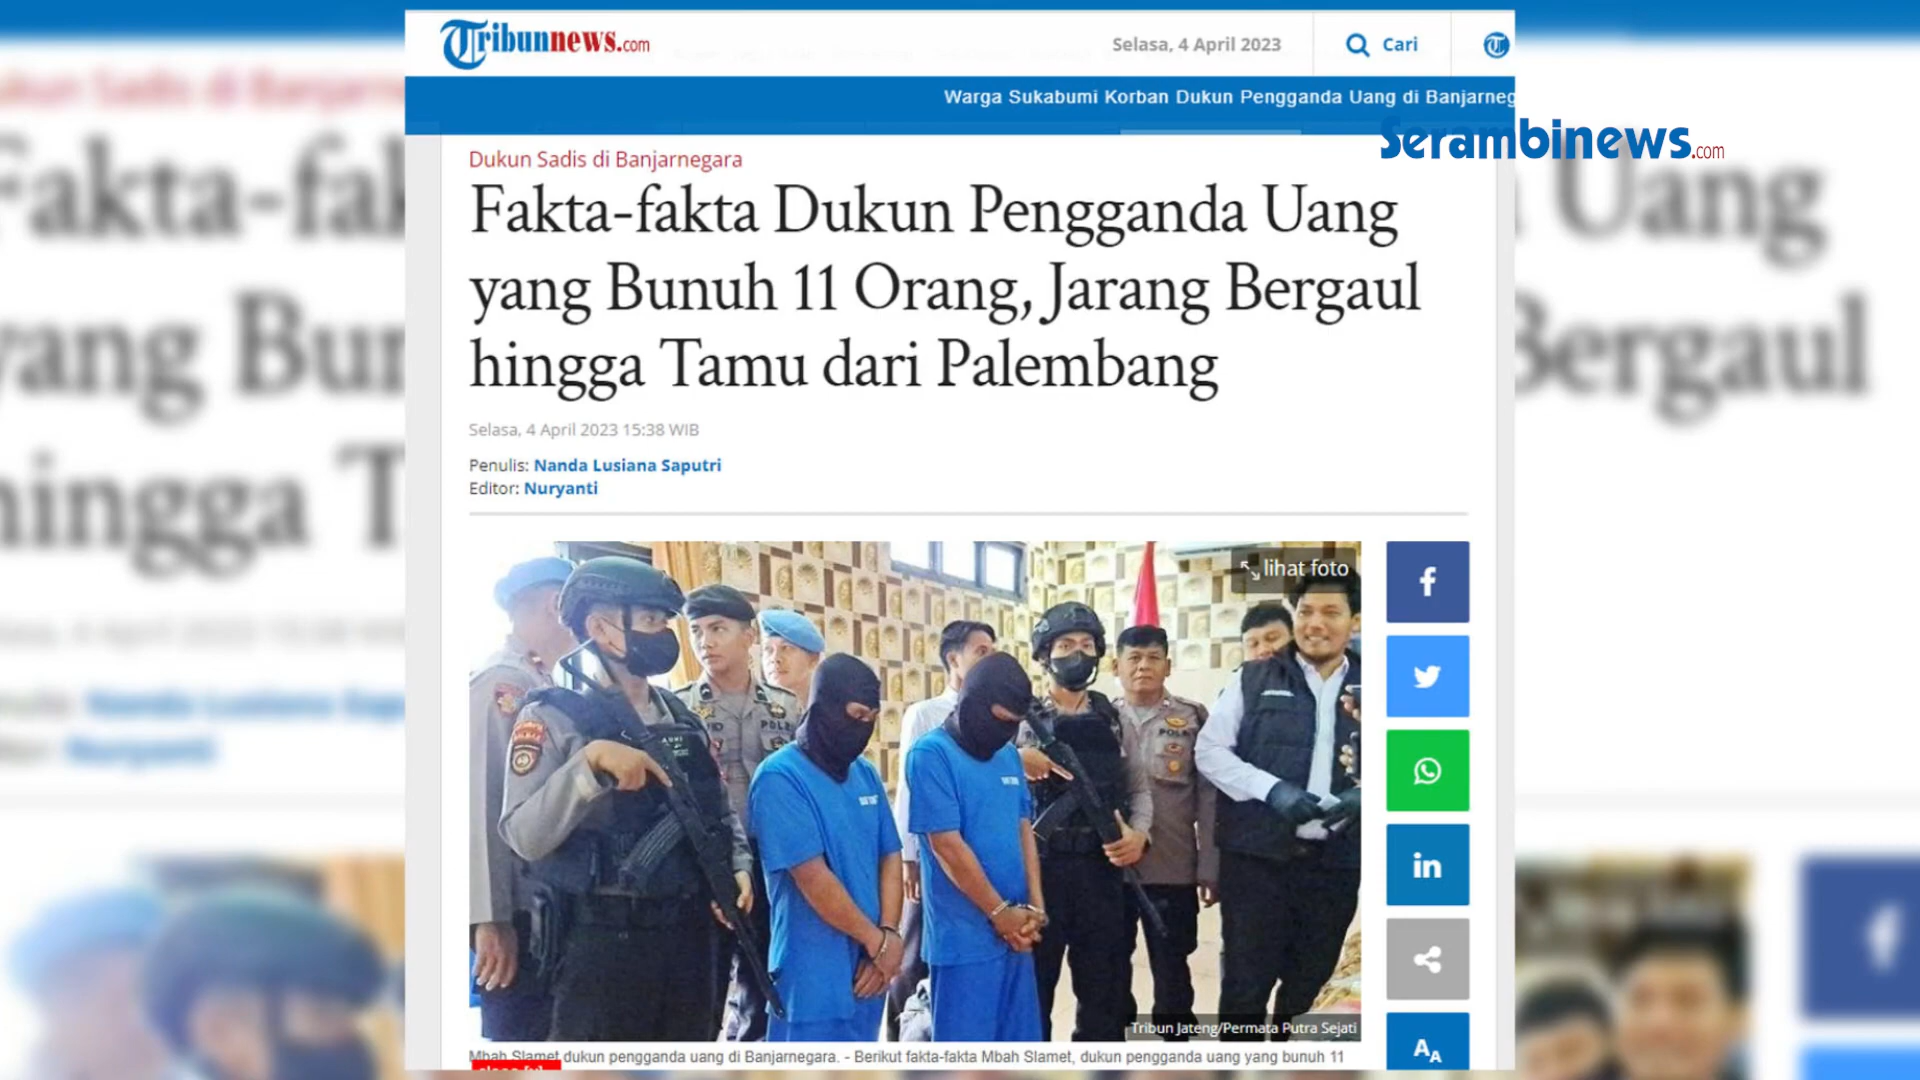 Tribunnews.com
Selasa, 4 April 2023
Cari
Warga Sukabumi Korban Dukun Pengganda Uang di Banjarneg
Serambinews.com
Dukun Sadis di Banjarnegara
Fakta-fakta Dukun Pengganda Uang
yang Bunuh 11 Orang, Jarang Bergaul
hingga Tamu dari Palembang
Selasa, 4 April 2023 15:38 WIB
Penulis: Nanda Lusiana Saputri
Editor: Nuryanti
lihat foto
Tribun Jateng/Permata Putra Sejati
Mbah Slamet dukun pengganda uang di Banjarnegara. - Berikut fakta-fakta Mbah Slamet, dukun pengganda uang yang bunuh 11